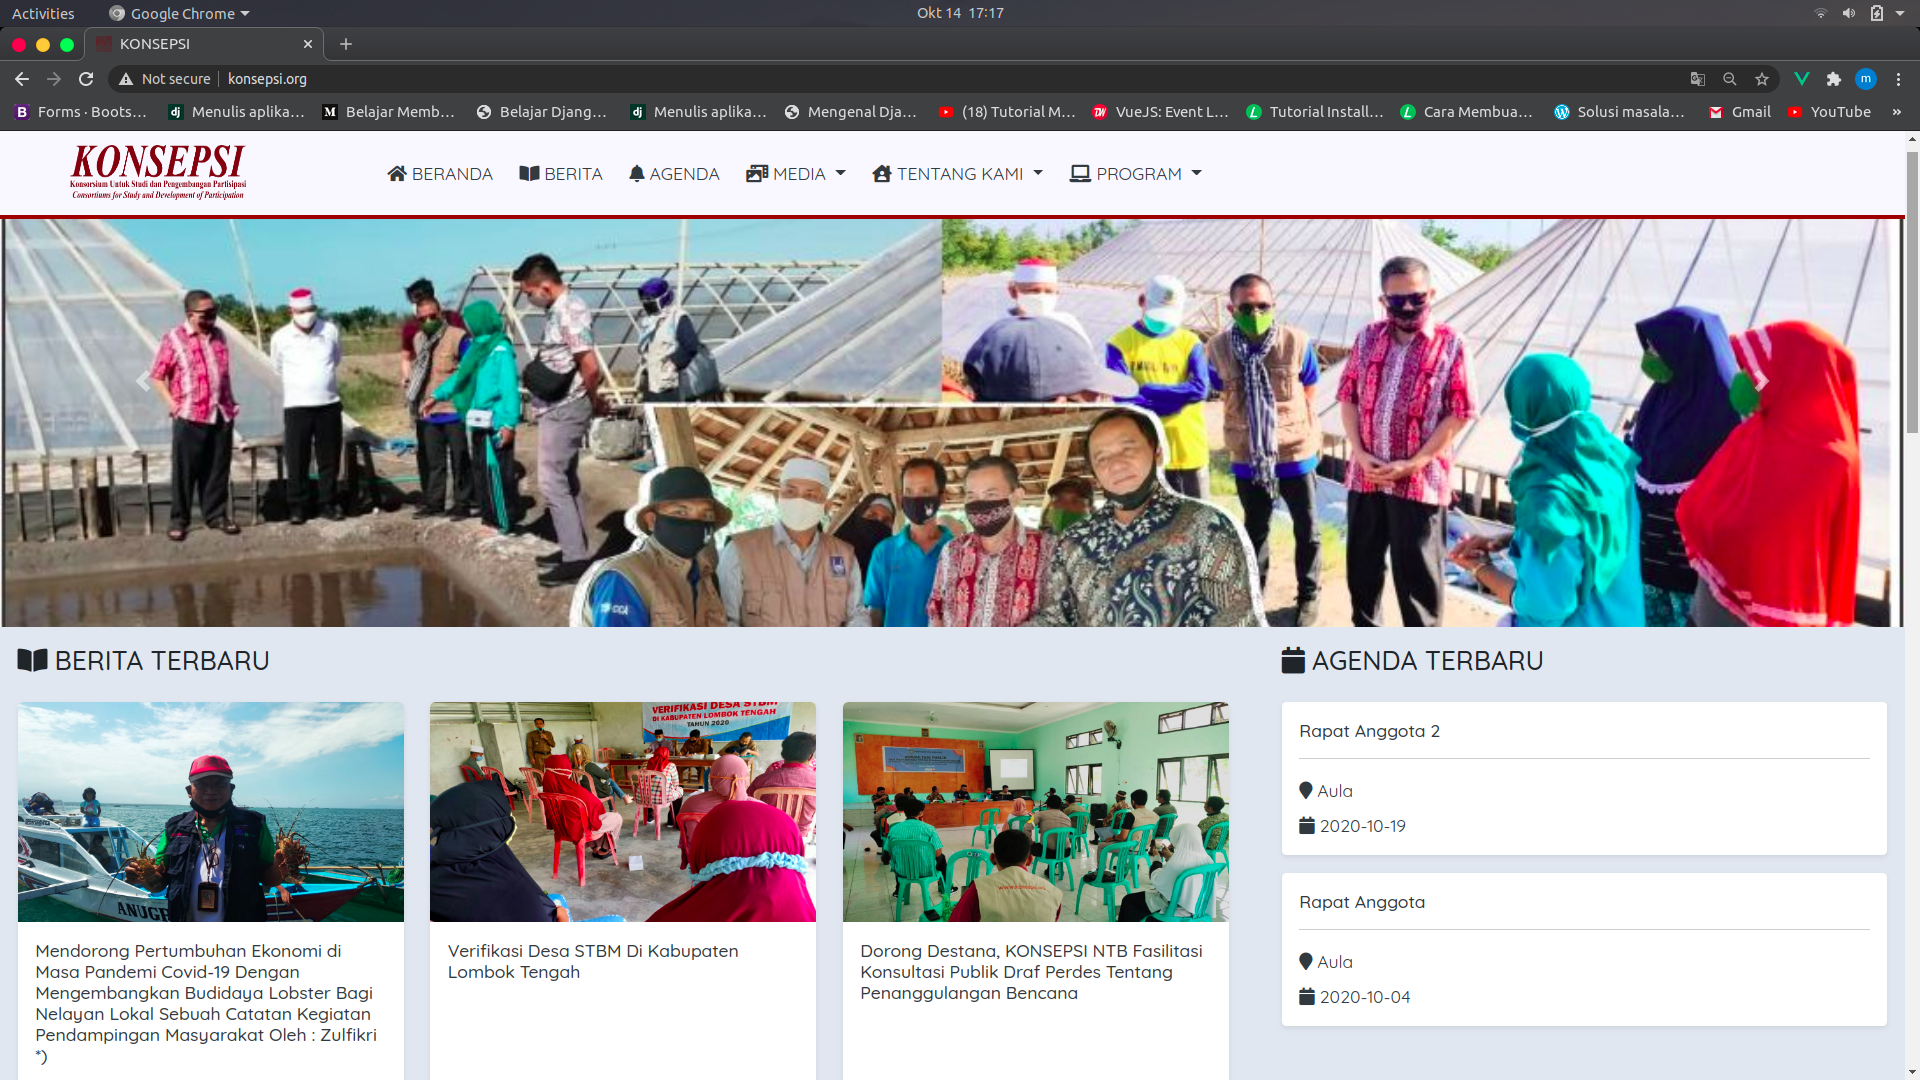 Activities
Google Chrome
Okt 14 17:17
KONSEPSI
Not secure
konsepsi.org
m
B Forms · Boots...
dj Menulis aplika...
M Belajar Memb...
Belajar Djang...
dj Menulis aplika...
Mengenal Dja...
(18) Tutorial M...
VueJS: Event L...
Tutorial Install...
Cara Membua...
Solusi masala...
Gmail
YouTube
»
KONSEPSI
Konsorsium Untuk Studi dan Pengembangan Partisipasi
Consortiums for Study and Development of Participation
BERANDA
BERITA
AGENDA
MEDIA
TENTANG KAMI
PROGRAM
BERITA TERBARU
ANUGR
Mendorong Pertumbuhan Ekonomi di
Masa Pandemi Covid-19 Dengan
Mengembangkan Budidaya Lobster Bagi
Nelayan Lokal Sebuah Catatan Kegiatan
Pendampingan Masyarakat Oleh : Zulfikri
*)
VERIFIKASI DESA STBM
DI KABUPATEN LOMBOK TENGAH
TAHUN 2020
Verifikasi Desa STBM Di Kabupaten
Lombok Tengah
Dorong Destana, KONSEPSI NTB Fasilitasi
Konsultasi Publik Draf Perdes Tentang
Penanggulangan Bencana
AGENDA TERBARU
Rapat Anggota 2
Aula
2020-10-19
Rapat Anggota
Aula
2020-10-04